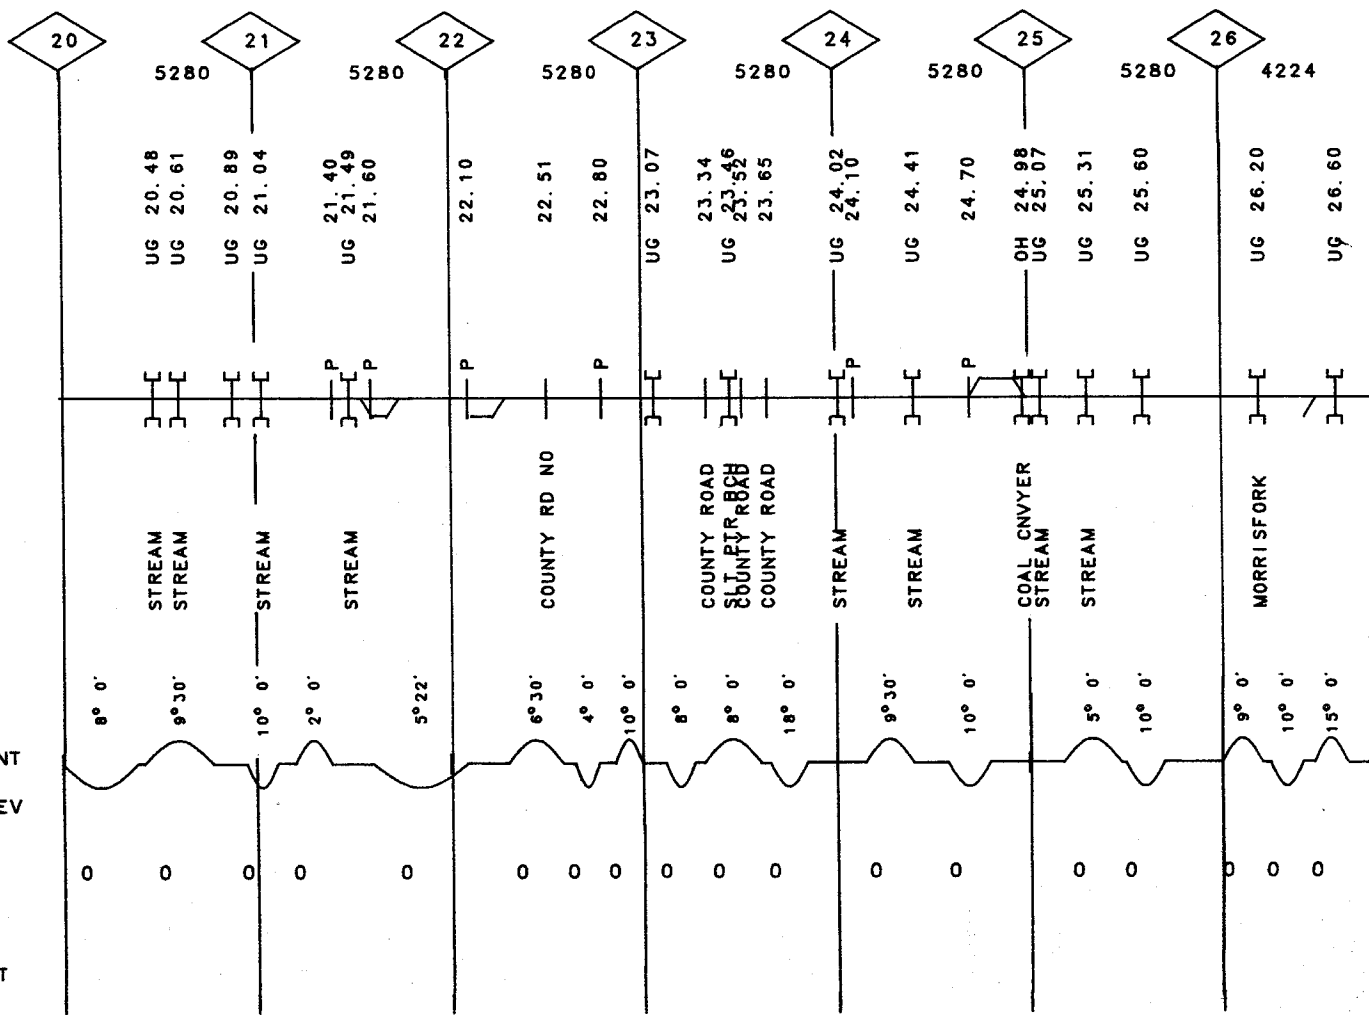 20 21 22 23 24 25 26
5280 5280 5280 5280 5280 5280 4224
UG 20.48
UG 20.61
UG 20.89
UG 21.04
21.40
UG 21.49
21.60
22.10
22.51
22.80
UG 23.07
23.34
UG 23.46
23.52
23.65
UG 24.02
24.10
UG 24.41
24.70
OH 24.98
UG 25.07
UG 25.31
UG 25.60
UG 26.20
UG 26.60
P P P P P P
STREAM
STREAM
STREAM
STREAM
COUNTY RD NO
COUNTY ROAD
SLT PTR BCH
COUNTY ROAD
COUNTY ROAD
STREAM
STREAM
COAL CNVYER
STREAM
STREAM
MORRISFORK
8° 0'
9°30'
10° 0'
2° 0'
5°22'
6°30'
4° 0'
10° 0'
8° 0'
8° 0'
18° 0'
9°30'
10° 0'
5° 0'
10° 0'
9° 0'
10° 0'
15° 0'
NT
EV
0 0 0 0 0 0 0 0 0 0 0 0 0 0 0 0 0 0
T